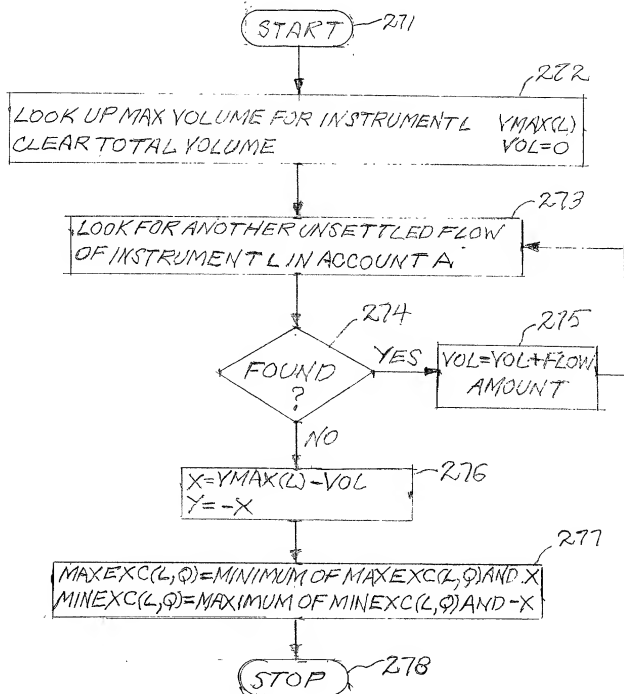 START
271
272
LOOK UP MAX VOLUME FOR INSTRUMENT L VMAX(L)
CLEAR TOTAL VOLUME VOL=0
273
LOOK FOR ANOTHER UNSETTLED FLOW
OF INSTRUMENT L IN ACCOUNT A
274
275
FOUND
?
YES
VOL=VOL+FLOW
AMOUNT
NO
276
X=VMAX(L)-VOL
Y=-X
277
MAXEXC(L,Q)=MINIMUM OF MAXEXC(L,Q) AND X
MINEXC(L,Q)=MAXIMUM OF MINEXC(L,Q) AND -X
STOP
278